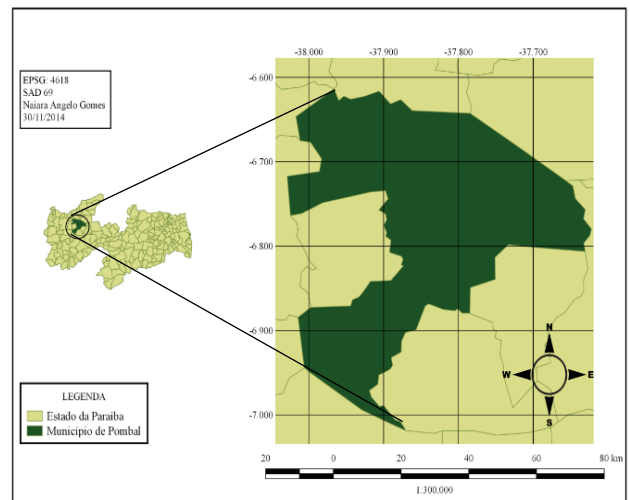 EPSG: 4618
SAD 69
Naiara Angelo Gomes
30/11/2014
-38.000 -37.900 -37.800 -37.700
-6 600
-6 700
-6 800
-6 900
-7 000
N
W E
S
LEGENDA
Estado da Paraiba
Município de Pombal
20 0 20 40 60 80 km
1:300.000